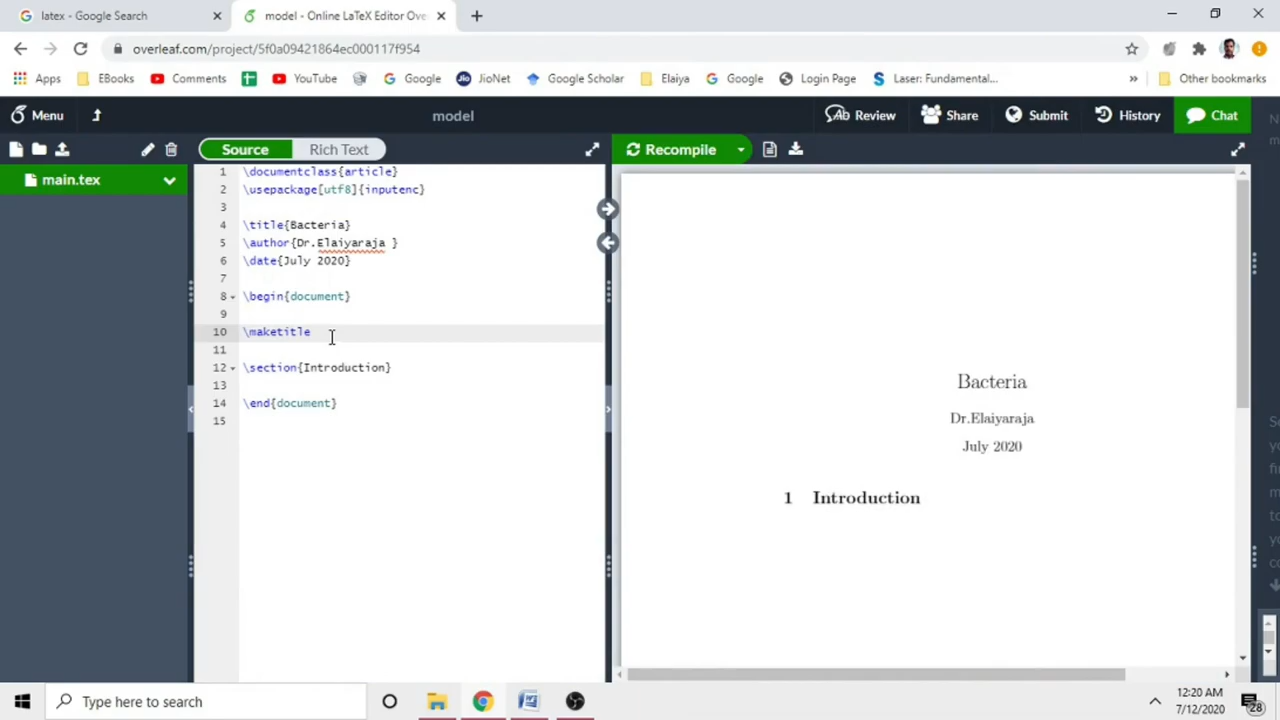 latex - Google Search
model - Online LaTeX Editor Ove
overleaf.com/project/5f0a09421864ec000117f954
Apps
EBooks
Comments
YouTube
Google
JioNet
Google Scholar
Elaiya
Google
Login Page
Laser: Fundamental...
»
Other bookmarks
Menu
model
Review
Share
Submit
History
Chat
Source
Rich Text
Recompile
main.tex
1 \documentclass{article}
2 \usepackage[utf8]{inputenc}
3
4 \title{Bacteria}
5 \author{Dr.Elaiyaraja }
6 \date{July 2020}
7
8 \begin{document}
9
10 \maketitle
11
12 \section{Introduction}
13
14 \end{document}
15
Bacteria
Dr.Elaiyaraja
July 2020
1 Introduction
Type here to search
12:20 AM
7/12/2020
28